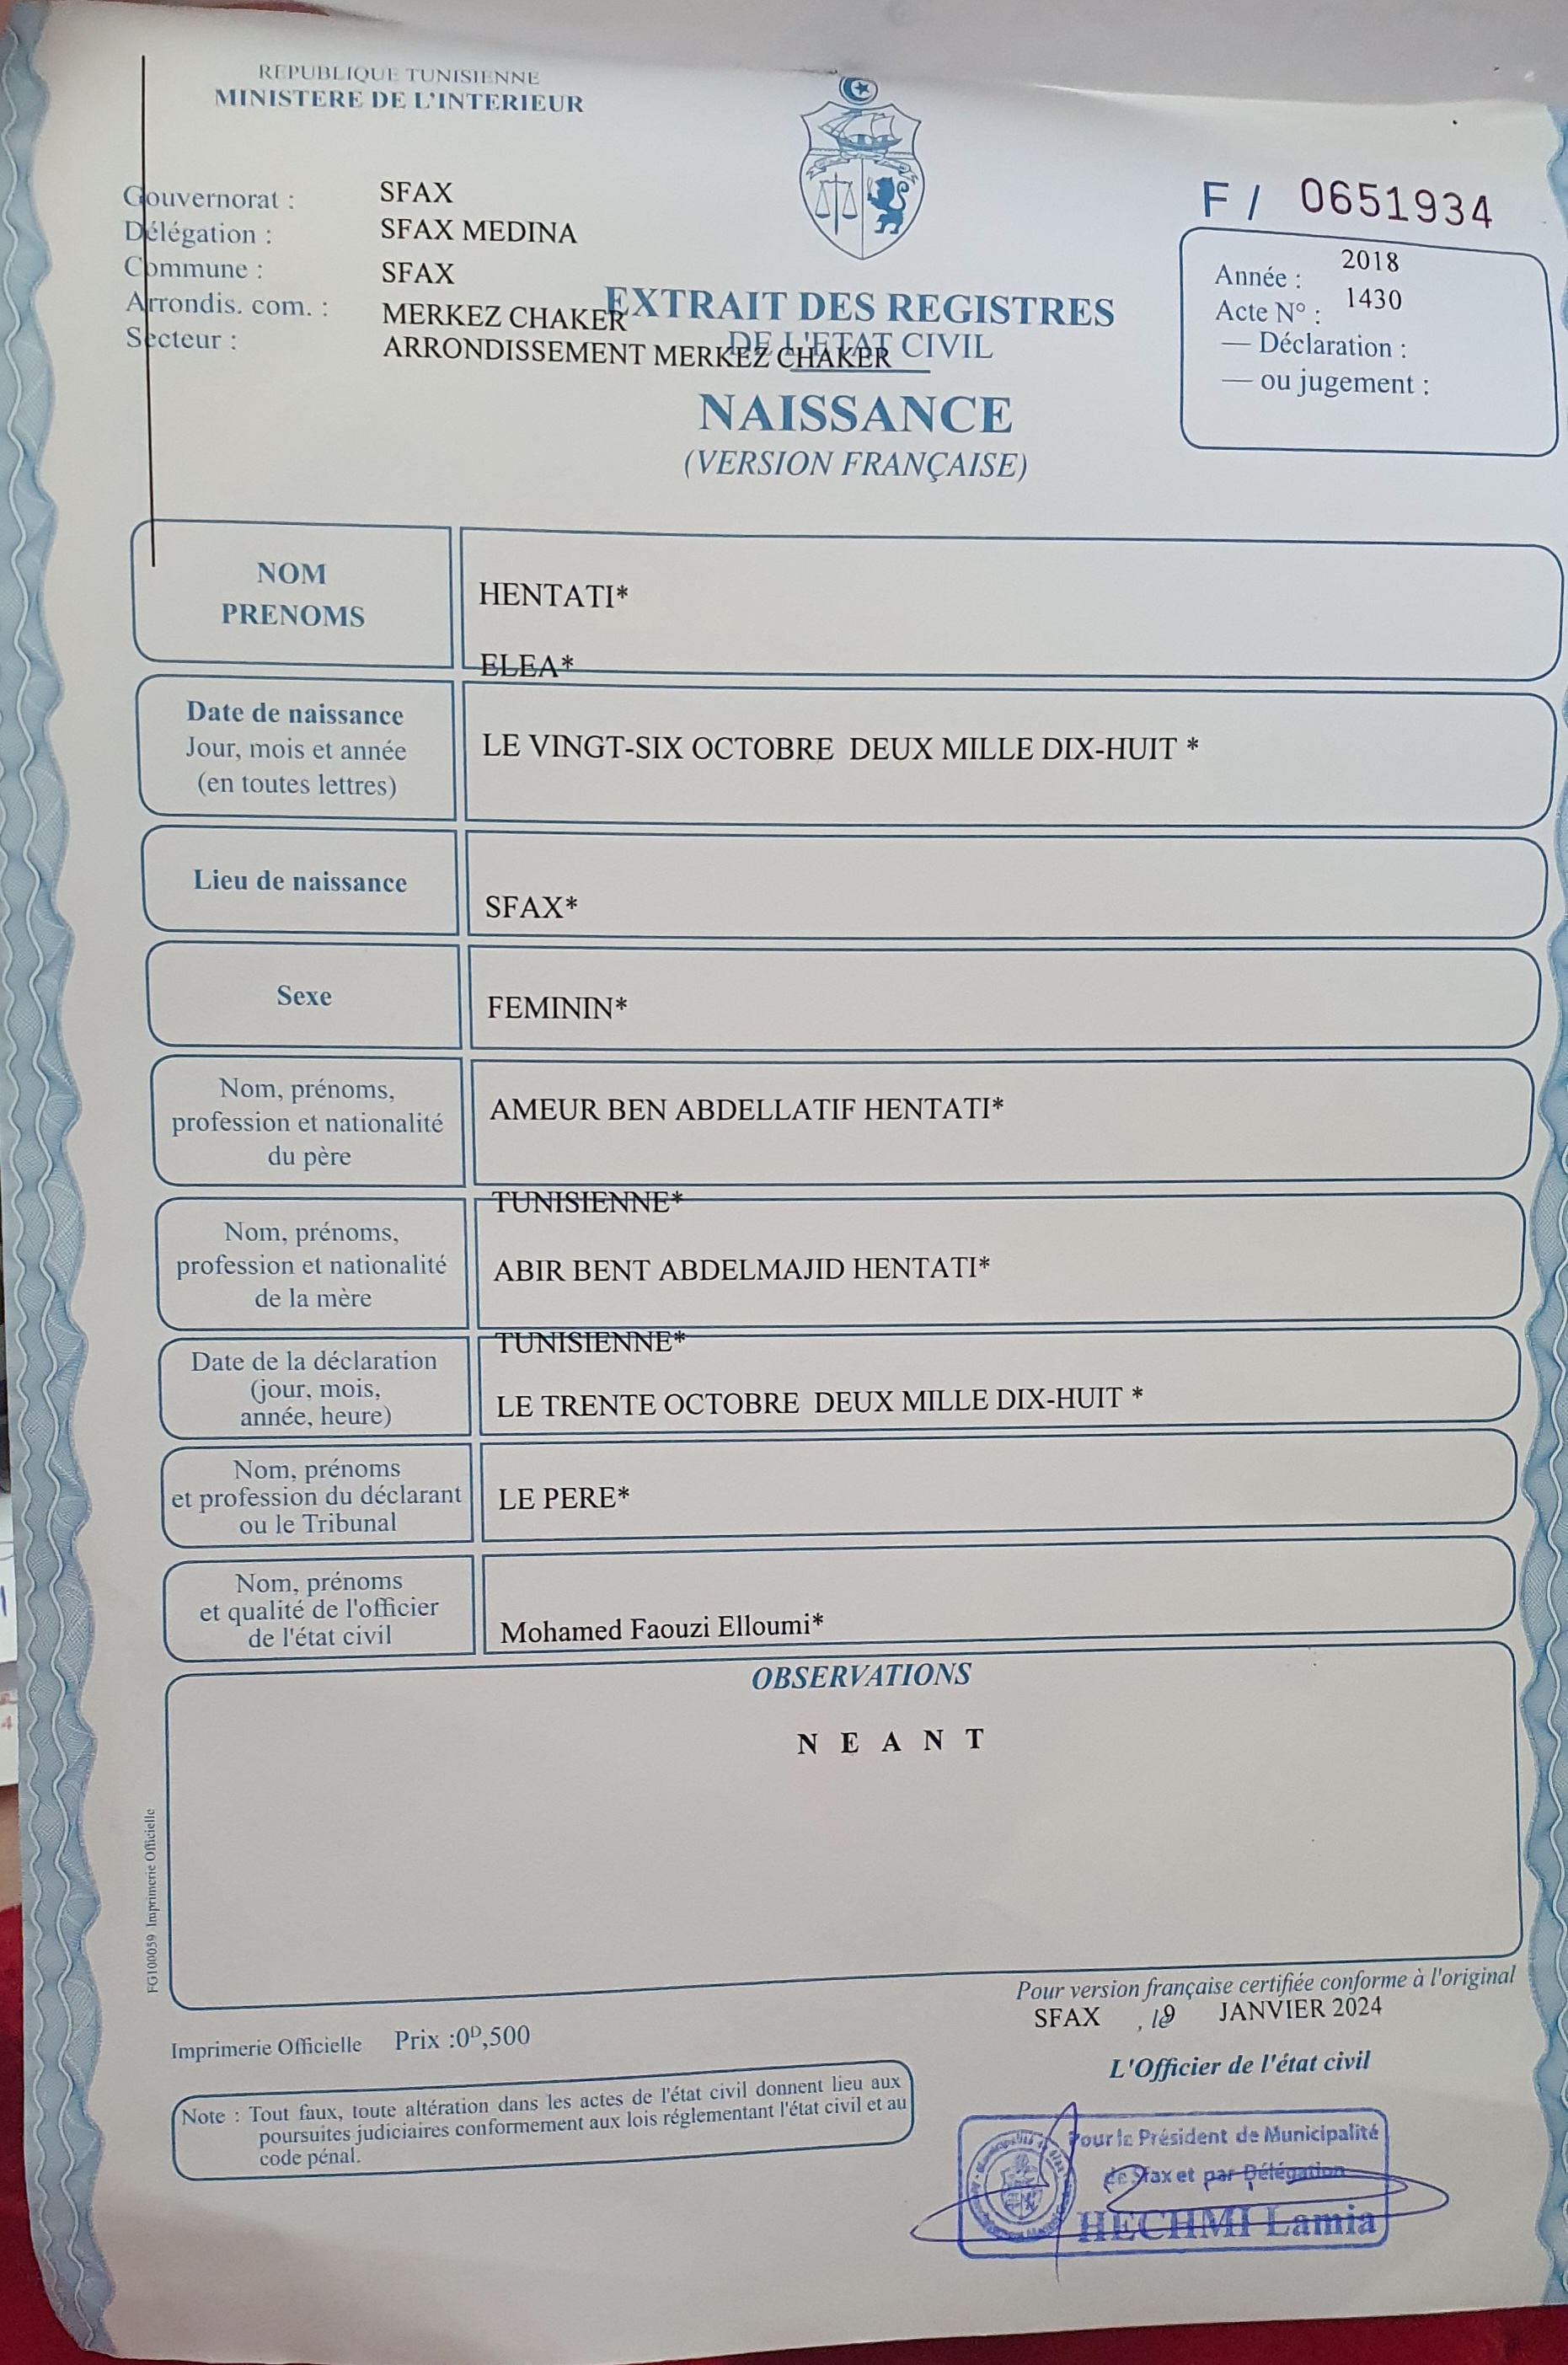 REPUBLIQUE TUNISIENNE
MINISTERE DE L'INTERIEUR
Gouvernorat : SFAX
Délégation : SFAX MEDINA
Commune : SFAX
Arrondis. com. : MERKEZ CHAKER
Secteur : ARRONDISSEMENT MERKEZ CHAKER
F / 0651934
Année : 2018
Acte N° : 1430
— Déclaration :
— ou jugement :
EXTRAIT DES REGISTRES
DE L'ETAT CIVIL
NAISSANCE
(VERSION FRANÇAISE)
NOM
PRENOMS
HENTATI*
ELEA*
Date de naissance
Jour, mois et année
(en toutes lettres)
LE VINGT-SIX OCTOBRE DEUX MILLE DIX-HUIT *
Lieu de naissance
SFAX*
Sexe
FEMININ*
Nom, prénoms,
profession et nationalité
du père
AMEUR BEN ABDELLATIF HENTATI*
TUNISIENNE*
Nom, prénoms,
profession et nationalité
de la mère
ABIR BENT ABDELMAJID HENTATI*
TUNISIENNE*
Date de la déclaration
(jour, mois,
année, heure)
LE TRENTE OCTOBRE DEUX MILLE DIX-HUIT *
Nom, prénoms
et profession du déclarant
ou le Tribunal
LE PERE*
Nom, prénoms
et qualité de l'officier
de l'état civil
Mohamed Faouzi Elloumi*
OBSERVATIONS
N E A N T
FG100059 Imprimerie Officielle
Pour version française certifiée conforme à l'original
SFAX , le 9 JANVIER 2024
Imprimerie Officielle Prix :0D,500
L'Officier de l'état civil
Note : Tout faux, toute altération dans les actes de l'état civil donnent lieu aux
poursuites judiciaires conformement aux lois réglementant l'état civil et au
code pénal.
Pour le Président de Municipalité
de Sfax et par Délégation
HECHMI Lamia